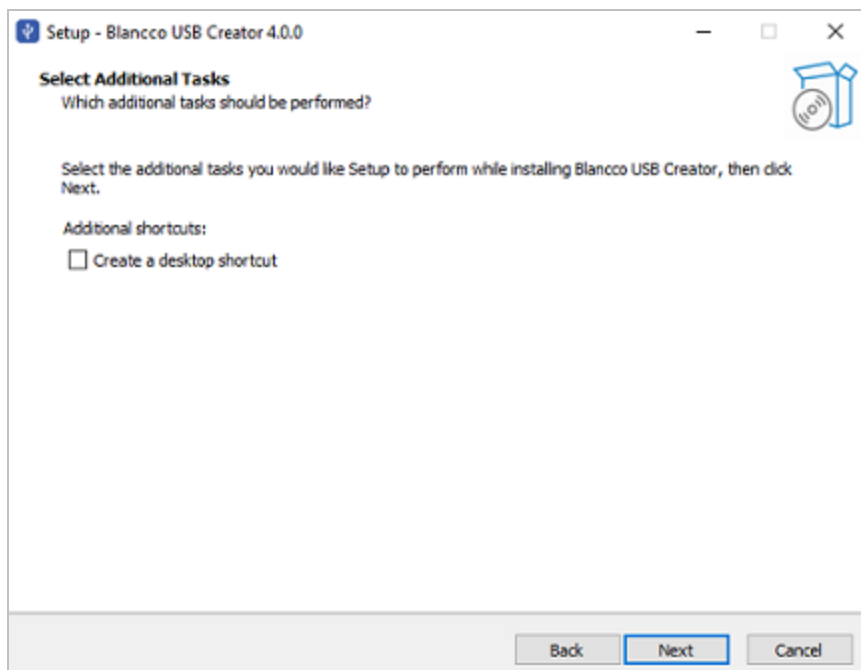 Setup - Blancco USB Creator 4.0.0
Select Additional Tasks
Which additional tasks should be performed?
Select the additional tasks you would like Setup to perform while installing Blancco USB Creator, then click
Next.
Additional shortcuts:
Create a desktop shortcut
Back Next Cancel